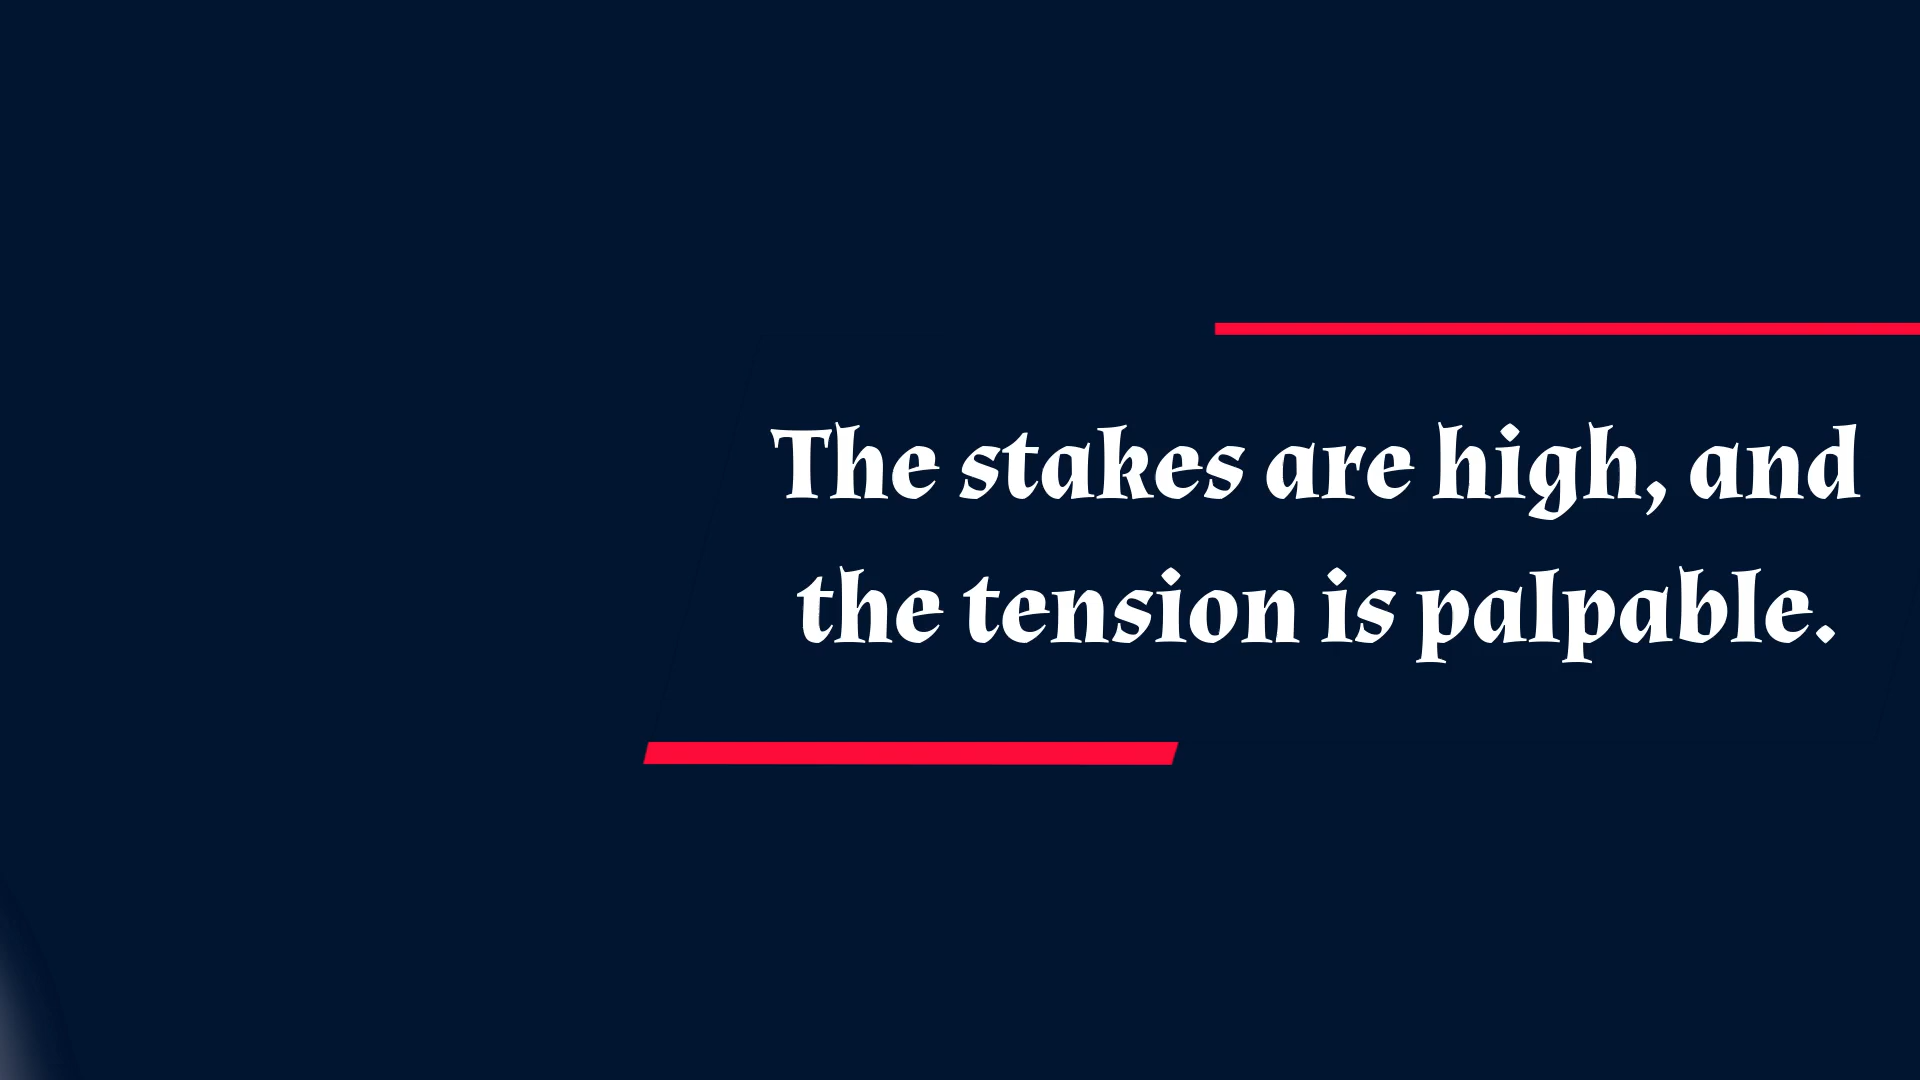 The stakes are high, and
the tension is palpable.